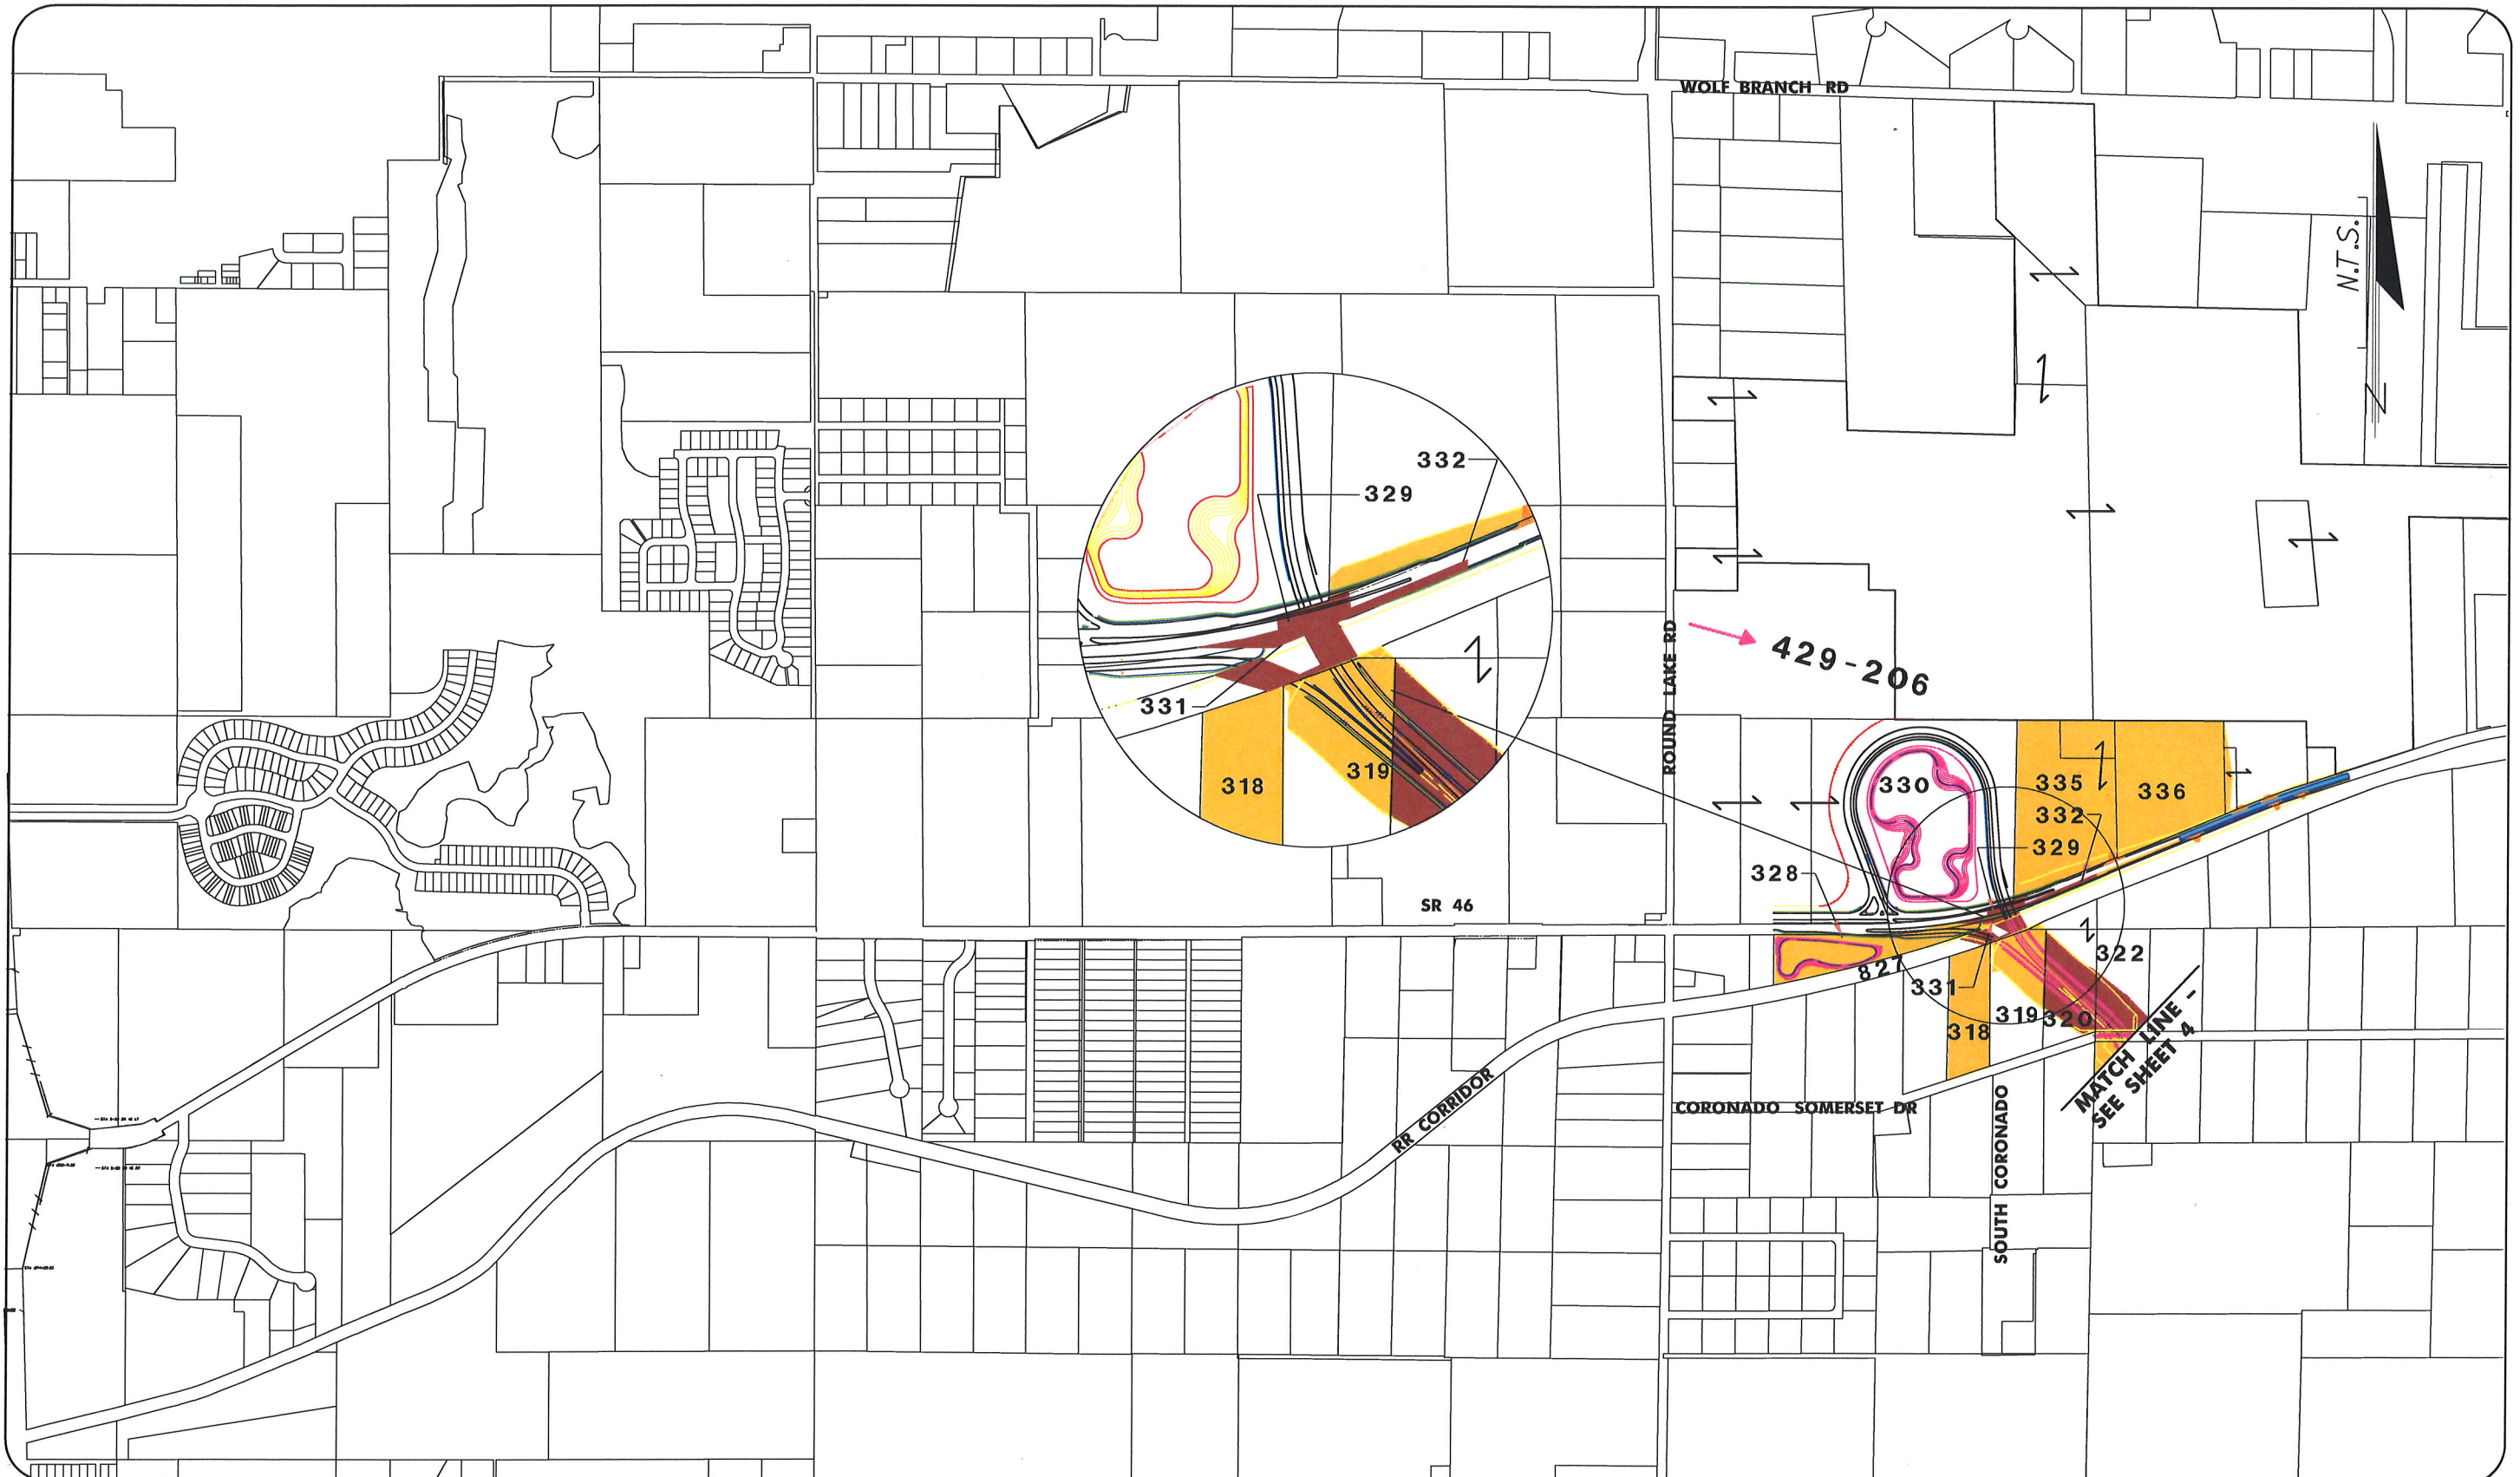 WOLF BRANCH RD
N.T.S.
332
329
ROUND LAKE RD
429-206
331
318
319
330
335
336
332
329
328
SR 46
322
827
331
319
320
318
MATCH LINE -
SEE SHEET 4
RR CORRIDOR
CORONADO SOMERSET DR
SOUTH CORONADO